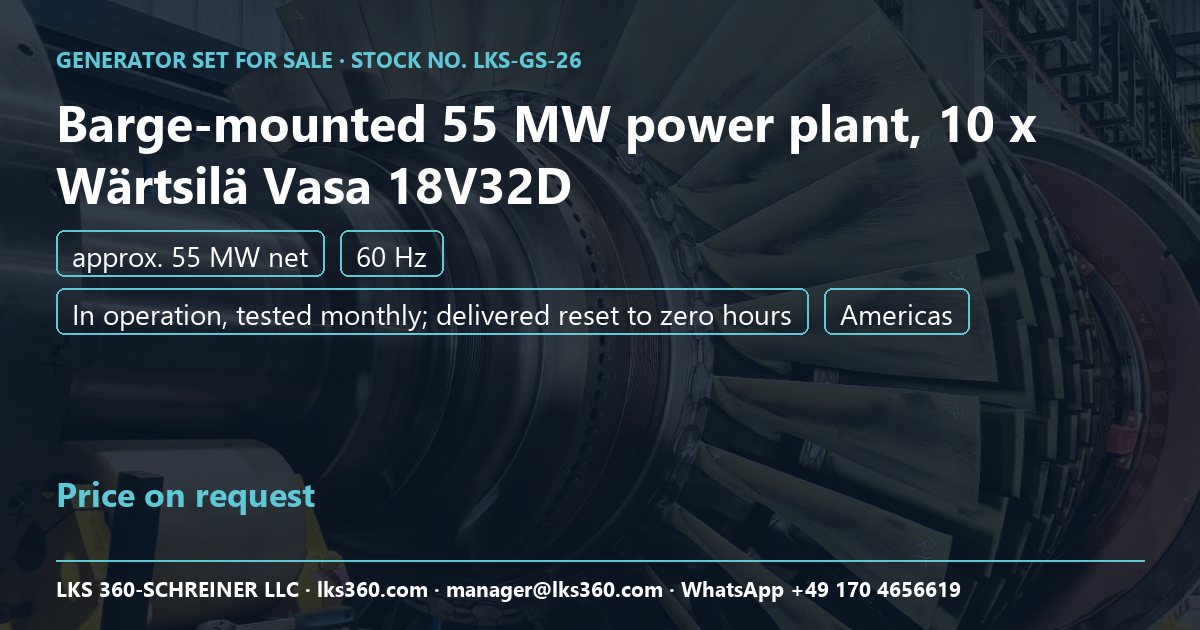 GENERATOR SET FOR SALE · STOCK NO. LKS-GS-26
Barge-mounted 55 MW power plant, 10 x
Wärtsilä Vasa 18V32D
approx. 55 MW net
60 Hz
In operation, tested monthly; delivered reset to zero hours
Americas
Price on request
LKS 360-SCHREINER LLC · lks360.com · manager@lks360.com · WhatsApp +49 170 4656619